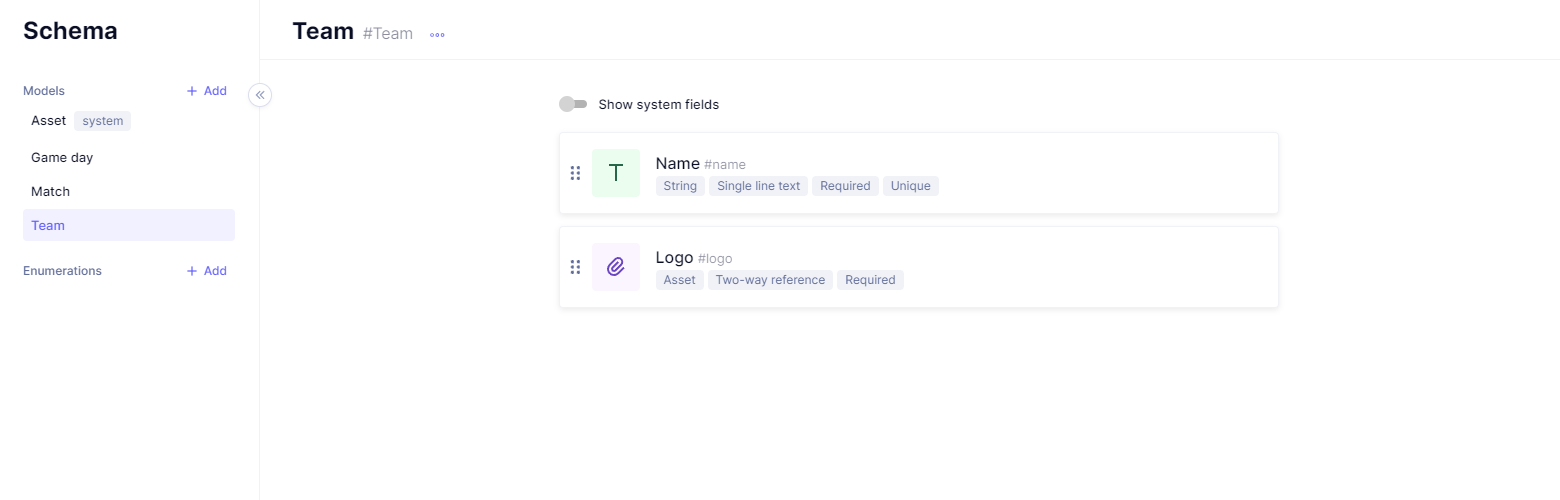 Schema
Models
+ Add
Asset system
Game day
Match
Team
Enumerations
+ Add
Team #Team
Show system fields
T
Name #name
String Single line text Required Unique
Logo #logo
Asset Two-way reference Required